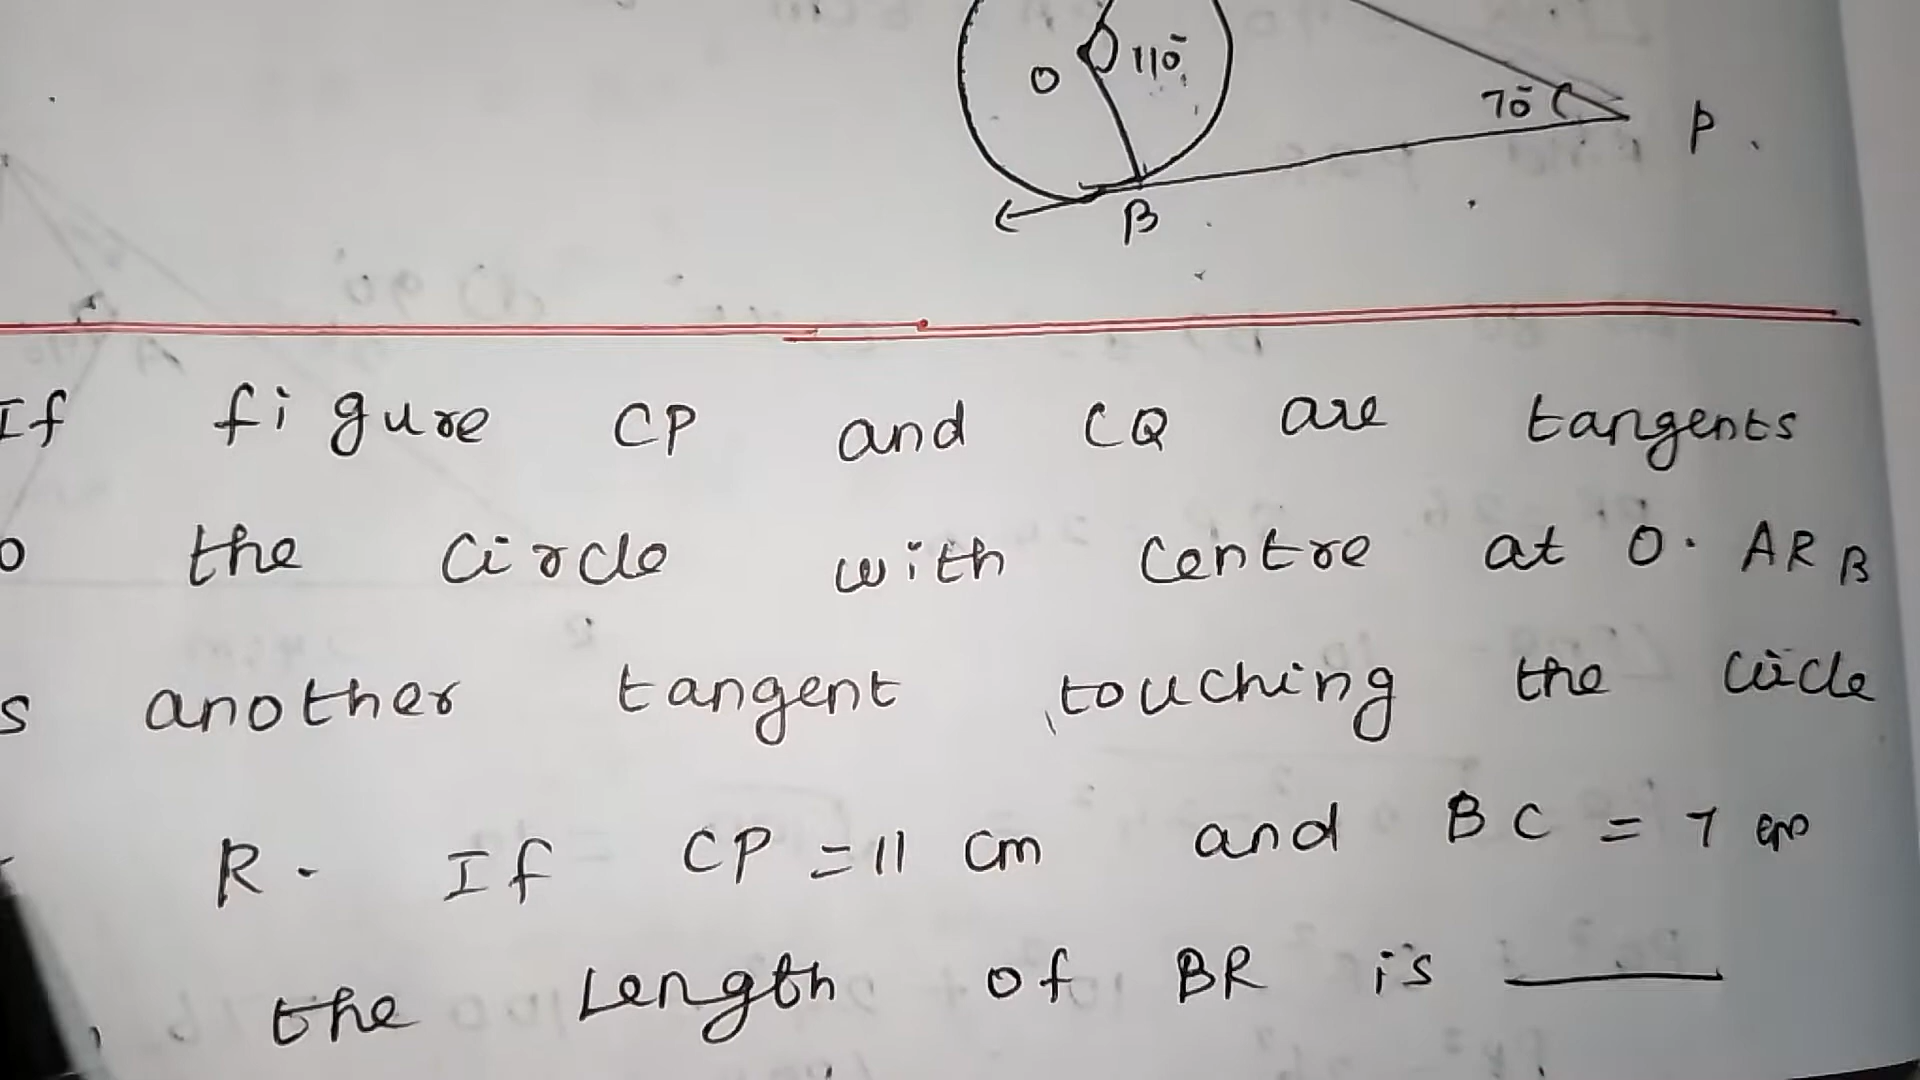 110°
O
70°
P.
B
If figure CP and CQ are tangents
o the circle with centre at O. ARB
s another tangent touching the circle
R. If CP = 11 cm and BC = 7 cm
, the Length of BR is ______